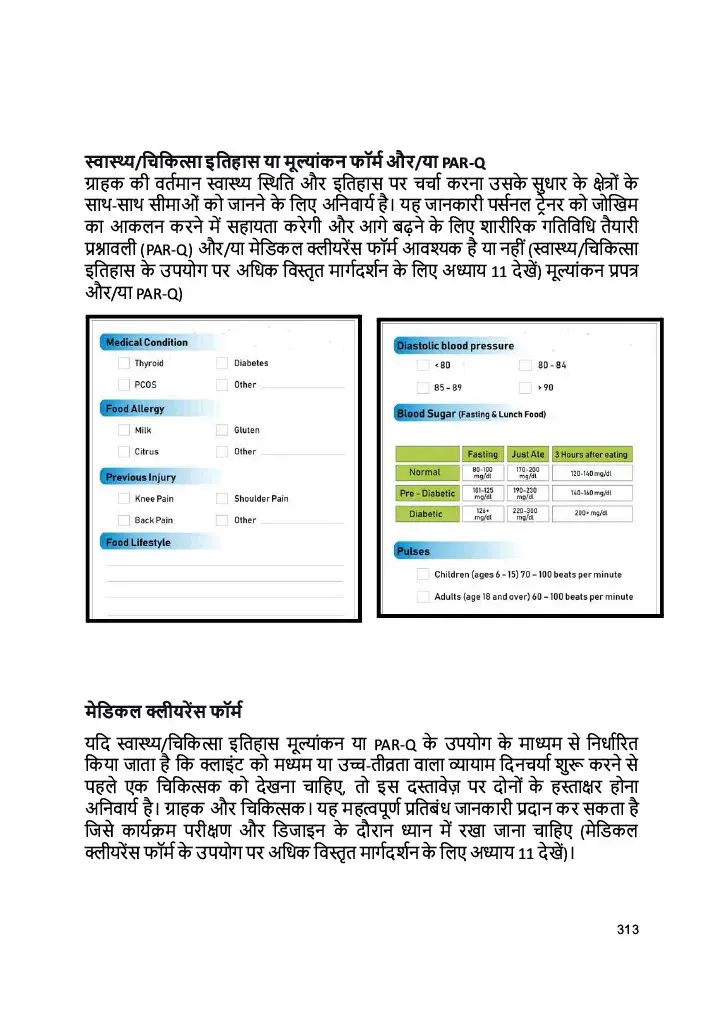 स्वास्थ्य/चिकित्सा इतिहास या मूल्यांकन फॉर्म और/या PAR-Q
ग्राहक की वर्तमान स्वास्थ्य स्थिति और इतिहास पर चर्चा करना उसके सुधार के क्षेत्रों के
साथ-साथ सीमाओं को जानने के लिए अनिवार्य है। यह जानकारी पर्सनल ट्रेनर को जोखिम
का आकलन करने में सहायता करेगी और आगे बढ़ने के लिए शारीरिक गतिविधि तैयारी
प्रश्नावली (PAR-Q) और/या मेडिकल क्लीयरेंस फॉर्म आवश्यक है या नहीं (स्वास्थ्य/चिकित्सा
इतिहास के उपयोग पर अधिक विस्तृत मार्गदर्शन के लिए अध्याय 11 देखें) मूल्यांकन प्रपत्र
और/या PAR-Q)
Medical Condition
Thyroid Diabetes
PCOS Other
Food Allergy
Milk Gluten
Citrus Other
Previous Injury
Knee Pain Shoulder Pain
Back Pain Other
Food Lifestyle
Diastolic blood pressure
<80 80 - 84
85 - 89 > 90
Blood Sugar (Fasting & Lunch Food)
Fasting Just Ate 3 Hours after eating
Normal 80-100 mg/dl 170-200 mg/dl 120-140 mg/dl
Pre - Diabetic 101-125 mg/dl 190-230 mg/dl 140-160 mg/dl
Diabetic 126+ mg/dl 220-300 mg/dl 200+ mg/dl
Pulses
Children (ages 6 - 15) 70 – 100 beats per minute
Adults (age 18 and over) 60 – 100 beats per minute
मेडिकल क्लीयरेंस फॉर्म
यदि स्वास्थ्य/चिकित्सा इतिहास मूल्यांकन या PAR-Q के उपयोग के माध्यम से निर्धारित
किया जाता है कि क्लाइंट को मध्यम या उच्च-तीव्रता वाला व्यायाम दिनचर्या शुरू करने से
पहले एक चिकित्सक को देखना चाहिए, तो इस दस्तावेज़ पर दोनों के हस्ताक्षर होना
अनिवार्य है। ग्राहक और चिकित्सक। यह महत्वपूर्ण प्रतिबंध जानकारी प्रदान कर सकता है
जिसे कार्यक्रम परीक्षण और डिजाइन के दौरान ध्यान में रखा जाना चाहिए (मेडिकल
क्लीयरेंस फॉर्म के उपयोग पर अधिक विस्तृत मार्गदर्शन के लिए अध्याय 11 देखें)।
313